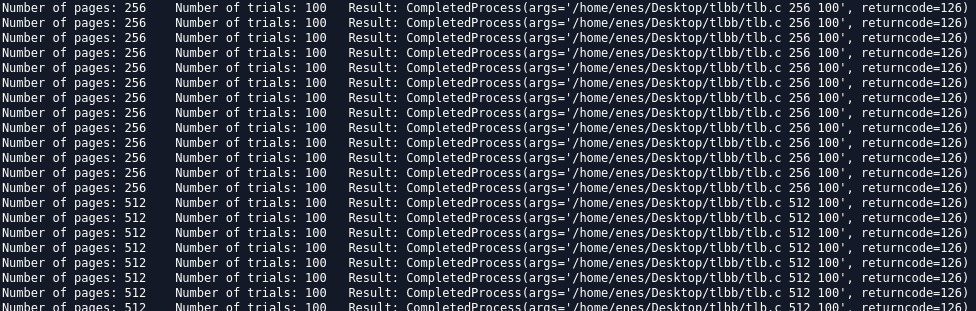 Number of pages: 256    Number of trials: 100   Result: CompletedProcess(args='/home/enes/Desktop/tlbb/tlb.c 256 100', returncode=126)
Number of pages: 256    Number of trials: 100   Result: CompletedProcess(args='/home/enes/Desktop/tlbb/tlb.c 256 100', returncode=126)
Number of pages: 256    Number of trials: 100   Result: CompletedProcess(args='/home/enes/Desktop/tlbb/tlb.c 256 100', returncode=126)
Number of pages: 256    Number of trials: 100   Result: CompletedProcess(args='/home/enes/Desktop/tlbb/tlb.c 256 100', returncode=126)
Number of pages: 256    Number of trials: 100   Result: CompletedProcess(args='/home/enes/Desktop/tlbb/tlb.c 256 100', returncode=126)
Number of pages: 256    Number of trials: 100   Result: CompletedProcess(args='/home/enes/Desktop/tlbb/tlb.c 256 100', returncode=126)
Number of pages: 256    Number of trials: 100   Result: CompletedProcess(args='/home/enes/Desktop/tlbb/tlb.c 256 100', returncode=126)
Number of pages: 256    Number of trials: 100   Result: CompletedProcess(args='/home/enes/Desktop/tlbb/tlb.c 256 100', returncode=126)
Number of pages: 256    Number of trials: 100   Result: CompletedProcess(args='/home/enes/Desktop/tlbb/tlb.c 256 100', returncode=126)
Number of pages: 256    Number of trials: 100   Result: CompletedProcess(args='/home/enes/Desktop/tlbb/tlb.c 256 100', returncode=126)
Number of pages: 256    Number of trials: 100   Result: CompletedProcess(args='/home/enes/Desktop/tlbb/tlb.c 256 100', returncode=126)
Number of pages: 256    Number of trials: 100   Result: CompletedProcess(args='/home/enes/Desktop/tlbb/tlb.c 256 100', returncode=126)
Number of pages: 256    Number of trials: 100   Result: CompletedProcess(args='/home/enes/Desktop/tlbb/tlb.c 256 100', returncode=126)
Number of pages: 512    Number of trials: 100   Result: CompletedProcess(args='/home/enes/Desktop/tlbb/tlb.c 512 100', returncode=126)
Number of pages: 512    Number of trials: 100   Result: CompletedProcess(args='/home/enes/Desktop/tlbb/tlb.c 512 100', returncode=126)
Number of pages: 512    Number of trials: 100   Result: CompletedProcess(args='/home/enes/Desktop/tlbb/tlb.c 512 100', returncode=126)
Number of pages: 512    Number of trials: 100   Result: CompletedProcess(args='/home/enes/Desktop/tlbb/tlb.c 512 100', returncode=126)
Number of pages: 512    Number of trials: 100   Result: CompletedProcess(args='/home/enes/Desktop/tlbb/tlb.c 512 100', returncode=126)
Number of pages: 512    Number of trials: 100   Result: CompletedProcess(args='/home/enes/Desktop/tlbb/tlb.c 512 100', returncode=126)
Number of pages: 512    Number of trials: 100   Result: CompletedProcess(args='/home/enes/Desktop/tlbb/tlb.c 512 100', returncode=126)
Number of pages: 512    Number of trials: 100   Result: CompletedProcess(args='/home/enes/Desktop/tlbb/tlb.c 512 100', returncode=126)